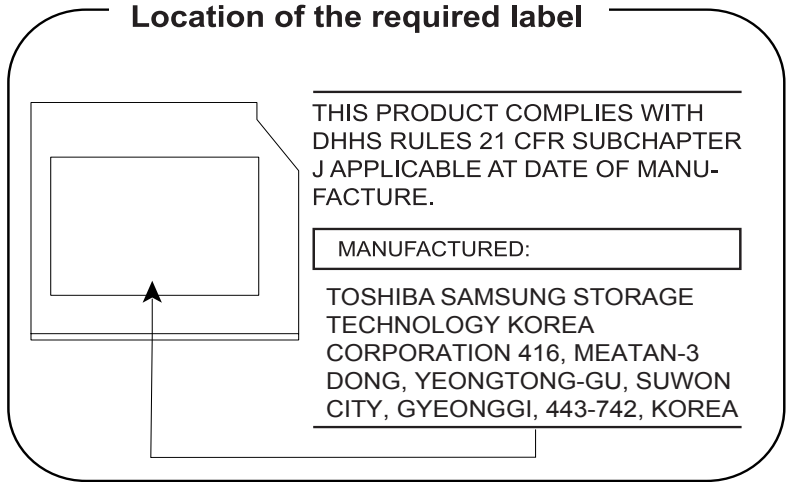 Location of the required label
THIS PRODUCT COMPLIES WITH
DHHS RULES 21 CFR SUBCHAPTER
J APPLICABLE AT DATE OF MANU-
FACTURE.
MANUFACTURED:
TOSHIBA SAMSUNG STORAGE
TECHNOLOGY KOREA
CORPORATION 416, MEATAN-3
DONG, YEONGTONG-GU, SUWON
CITY, GYEONGGI, 443-742, KOREA